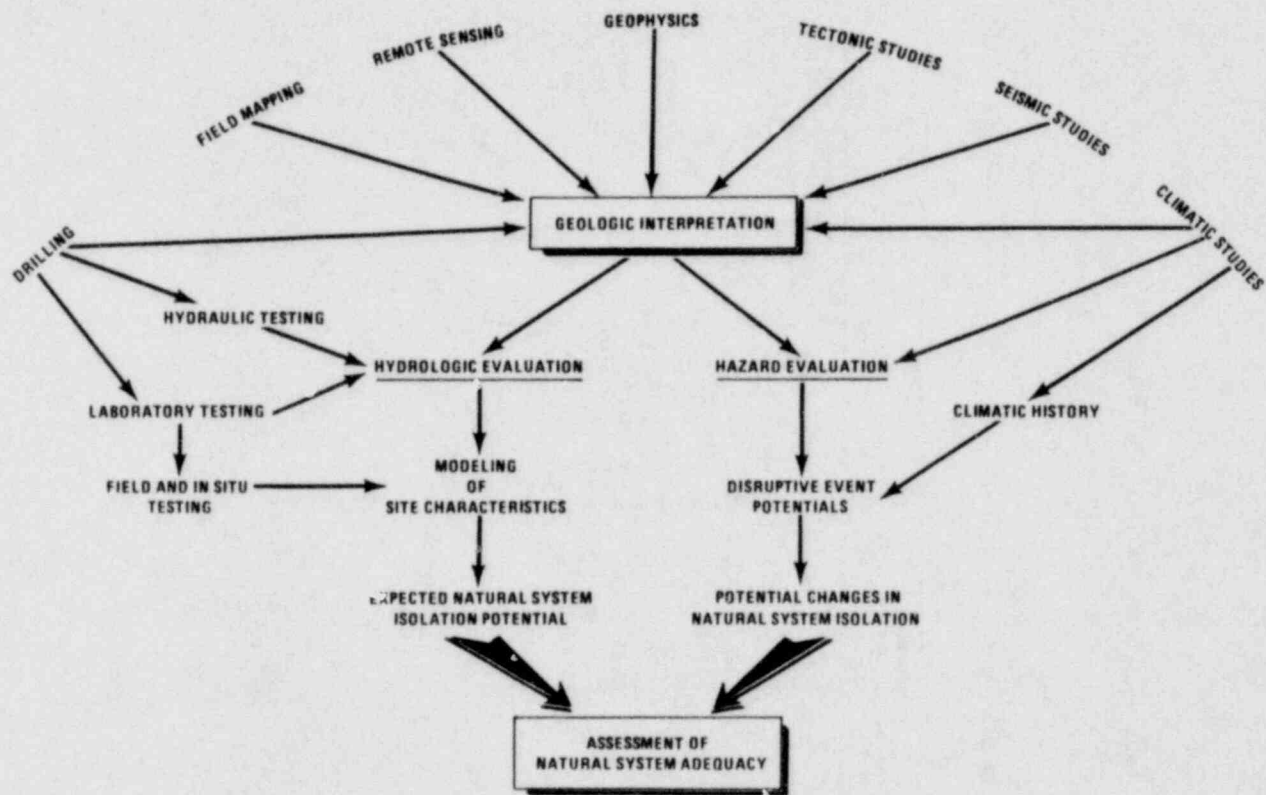 GEOPHYSICS
REMOTE SENSING
TECTONIC STUDIES
FIELD MAPPING
SEISMIC STUDIES
GEOLOGIC INTERPRETATION
CLIMATIC STUDIES
DRILLING
HYDRAULIC TESTING
HYDROLOGIC EVALUATION
HAZARD EVALUATION
LABORATORY TESTING
CLIMATIC HISTORY
FIELD AND IN SITU
TESTING
MODELING
OF
SITE CHARACTERISTICS
DISRUPTIVE EVENT
POTENTIALS
EXPECTED NATURAL SYSTEM
ISOLATION POTENTIAL
POTENTIAL CHANGES IN
NATURAL SYSTEM ISOLATION
ASSESSMENT OF
NATURAL SYSTEM ADEQUACY